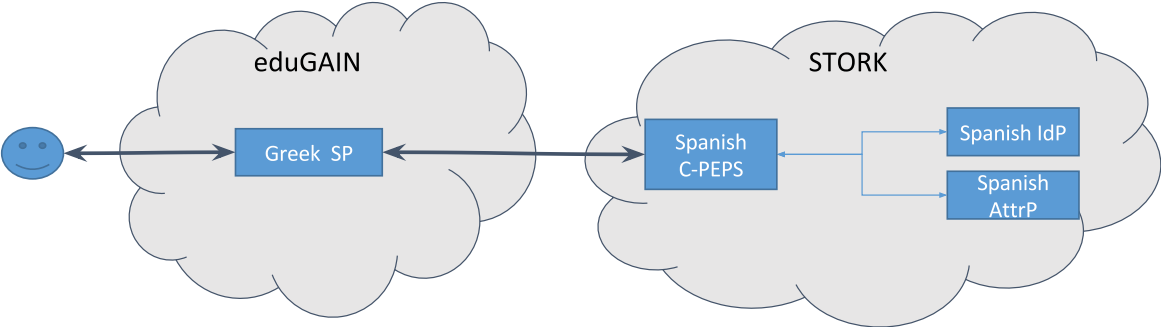 eduGAIN
STORK
Greek  SP
Spanish
C-PEPS
Spanish IdP
Spanish
AttrP